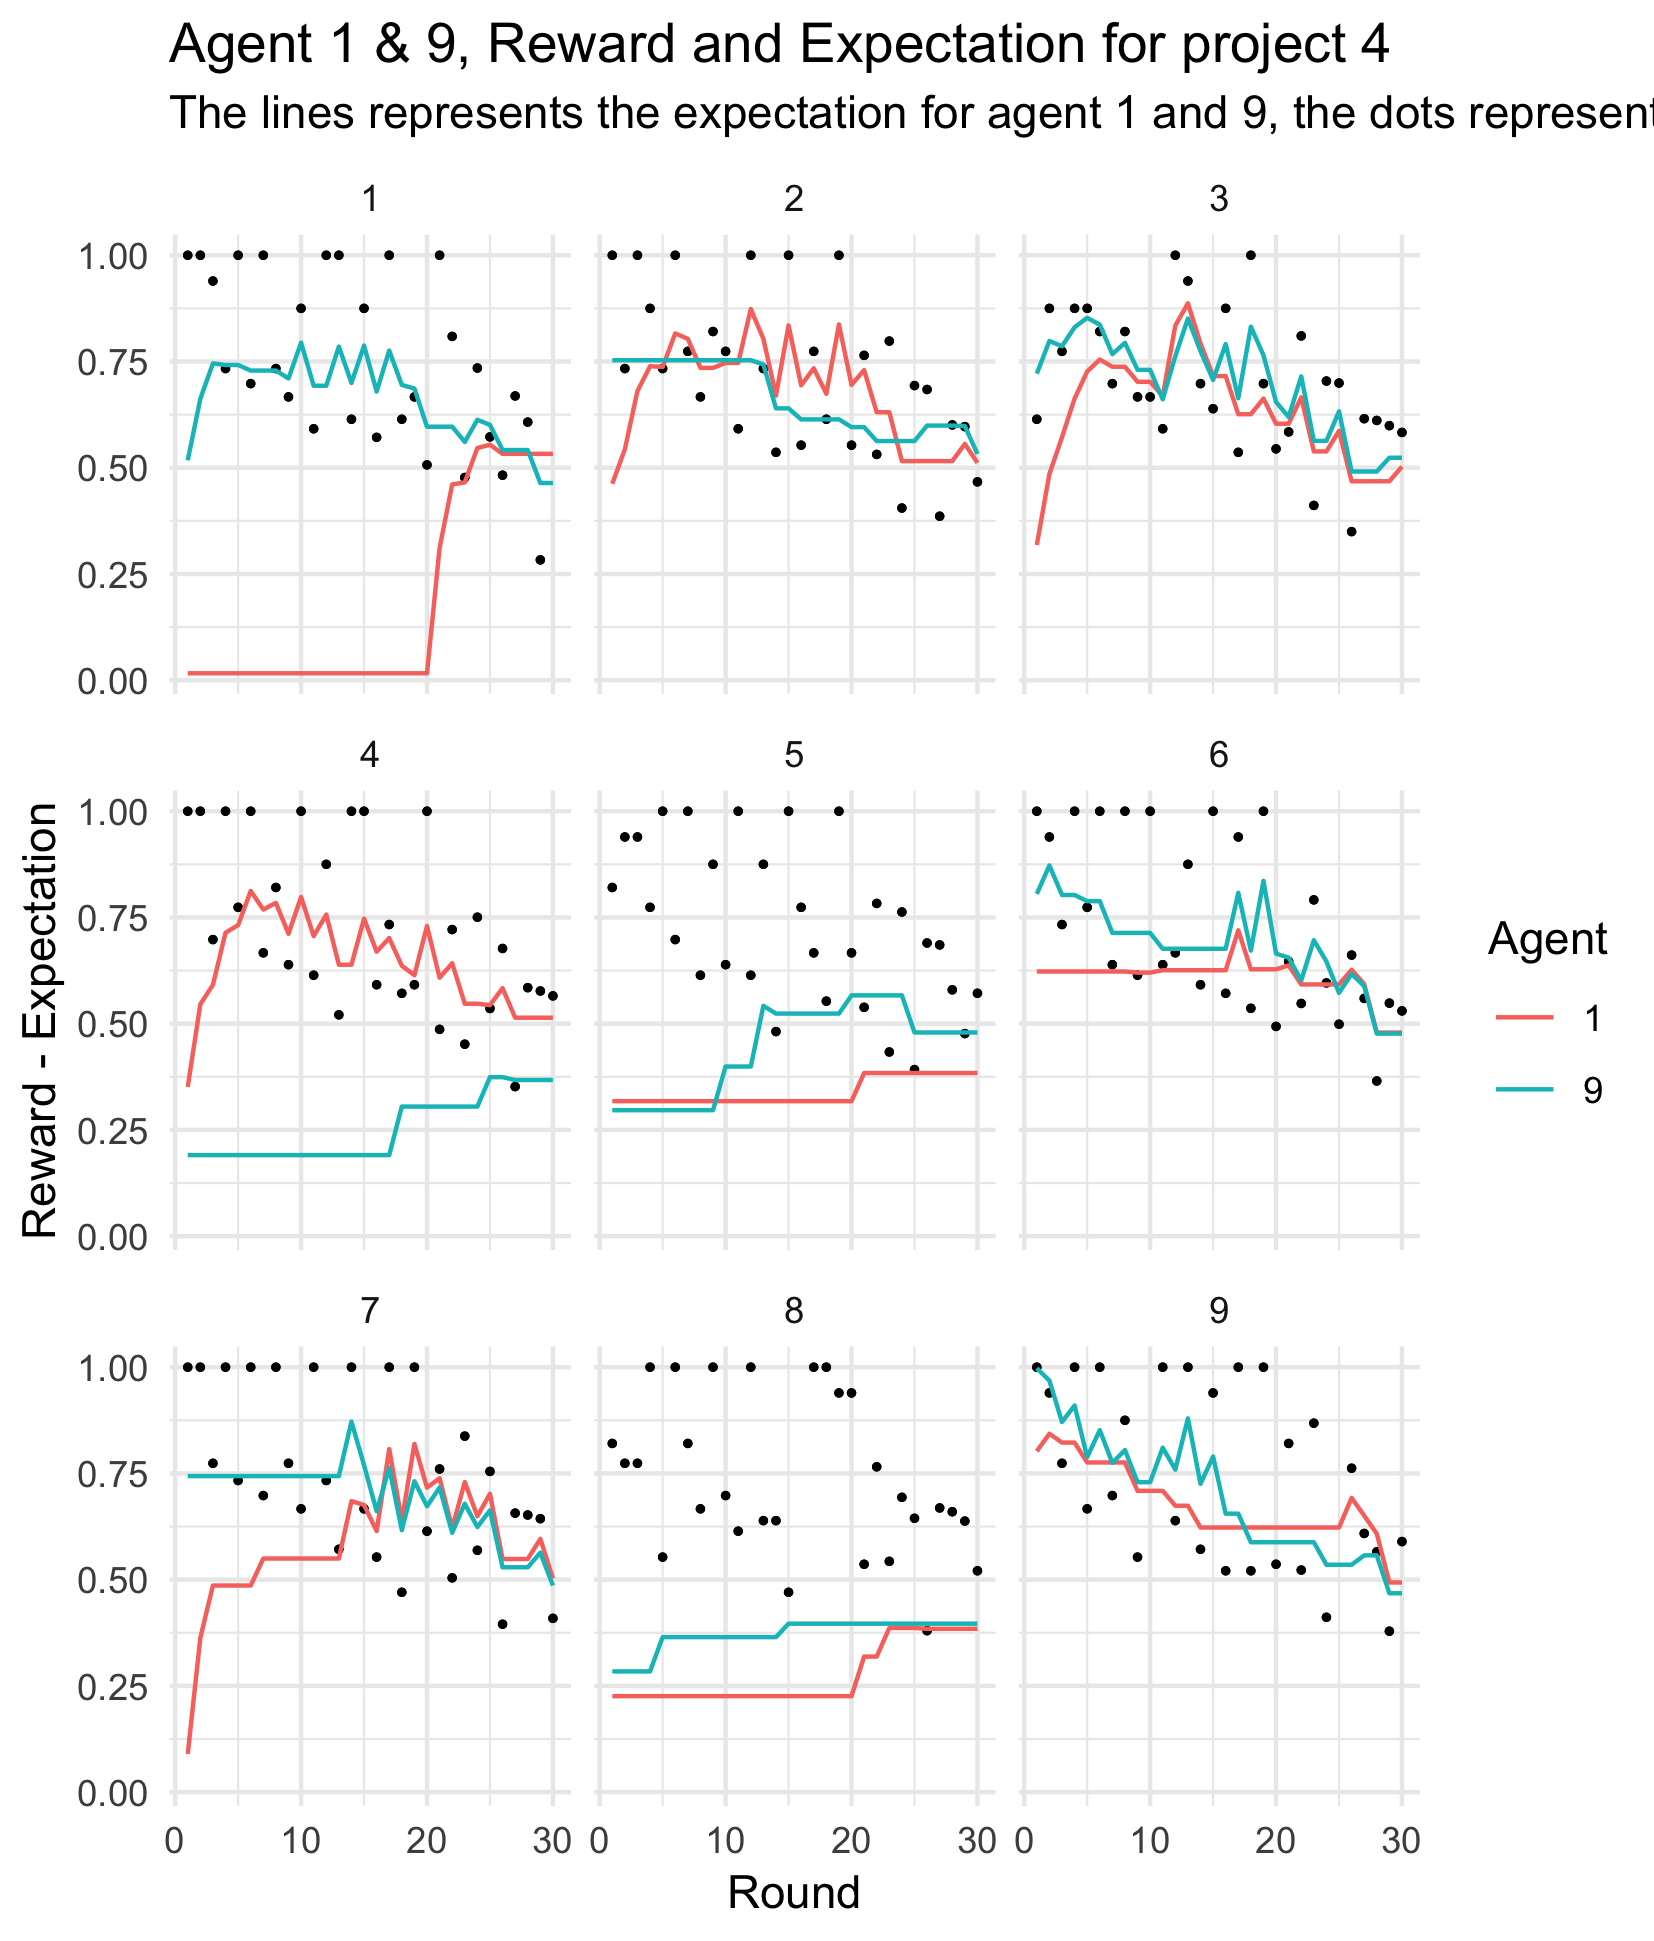 Agent 1 & 9, Reward and Expectation for project 4
The lines represents the expectation for agent 1 and 9, the dots represent
1 2 3
1.00
0.75
0.50
0.25
0.00
4 5 6
1.00
0.75
0.50
0.25
0.00
7 8 9
1.00
0.75
0.50
0.25
0.00
0 10 20 30 0 10 20 30 0 10 20 30
Round
Reward - Expectation
Agent
1
9